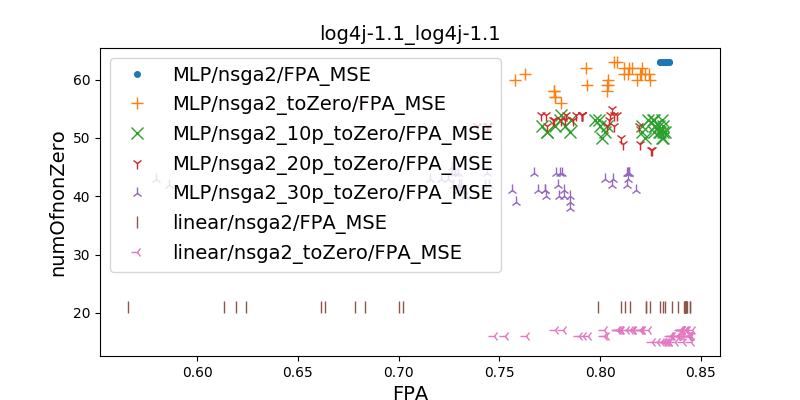 log4j-1.1_log4j-1.1
MLP/nsga2/FPA_MSE
MLP/nsga2_toZero/FPA_MSE
MLP/nsga2_10p_toZero/FPA_MSE
MLP/nsga2_20p_toZero/FPA_MSE
MLP/nsga2_30p_toZero/FPA_MSE
linear/nsga2/FPA_MSE
linear/nsga2_toZero/FPA_MSE
numOfnonZero
60
50
40
30
20
0.60 0.65 0.70 0.75 0.80 0.85
FPA